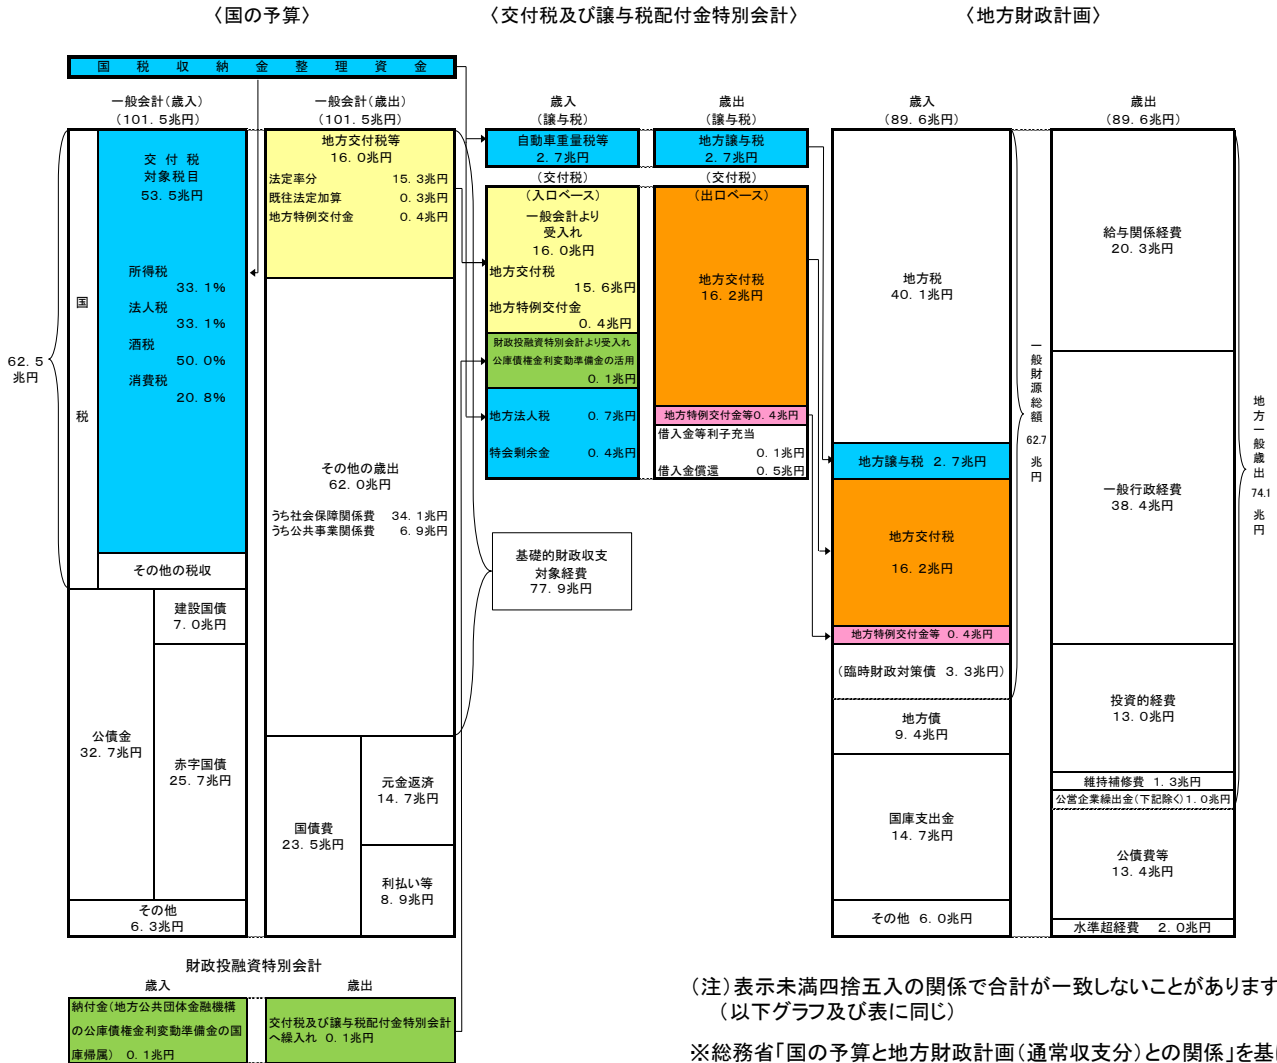 〈国の予算〉
〈交付税及び譲与税配付金特別会計〉
〈地方財政計画〉
国税収納金整理資金
一般会計(歳入)
(101.5兆円)
一般会計(歳出)
(101.5兆円)
62.5
兆円
国
税
交付税
対象税目
53.5兆円
所得税
33.1%
法人税
33.1%
酒税
50.0%
消費税
20.8%
その他の税収
公債金
32.7兆円
建設国債
7.0兆円
赤字国債
25.7兆円
その他
6.3兆円
地方交付税等
16.0兆円
法定率分 15.3兆円
既往法定加算 0.3兆円
地方特例交付金 0.4兆円
その他の歳出
62.0兆円
うち社会保障関係費 34.1兆円
うち公共事業関係費 6.9兆円
国債費
23.5兆円
元金返済
14.7兆円
利払い等
8.9兆円
基礎的財政収支
対象経費
77.9兆円
歳入
(譲与税)
自動車重量税等
2.7兆円
(交付税)
(入口ベース)
一般会計より
受入れ
16.0兆円
地方交付税
15.6兆円
地方特例交付金
0.4兆円
財政投融資特別会計より受入れ
公庫債権金利変動準備金の活用
0.1兆円
地方法人税 0.7兆円
特会剰余金 0.4兆円
歳出
(譲与税)
地方譲与税
2.7兆円
(交付税)
(出口ベース)
地方交付税
16.2兆円
地方特例交付金等0.4兆円
借入金等利子充当
0.1兆円
借入金償還 0.5兆円
歳入
(89.6兆円)
地方税
40.1兆円
地方譲与税 2.7兆円
地方交付税
16.2兆円
地方特例交付金等 0.4兆円
(臨時財政対策債 3.3兆円)
地方債
9.4兆円
国庫支出金
14.7兆円
その他 6.0兆円
一般財源総額 62.7 兆円
歳出
(89.6兆円)
給与関係経費
20.3兆円
一般行政経費
38.4兆円
投資的経費
13.0兆円
維持補修費 1.3兆円
公営企業繰出金(下記除く)1.0兆円
公債費等
13.4兆円
水準超経費 2.0兆円
地方一般歳出 74.1 兆円
財政投融資特別会計
歳入
歳出
納付金(地方公共団体金融機構
の公庫債権金利変動準備金の国
庫帰属) 0.1兆円
交付税及び譲与税配付金特別会計
へ繰入れ 0.1兆円
(注)表示未満四捨五入の関係で合計が一致しないことがあります
(以下グラフ及び表に同じ)
※総務省「国の予算と地方財政計画(通常収支分)との関係」を基に